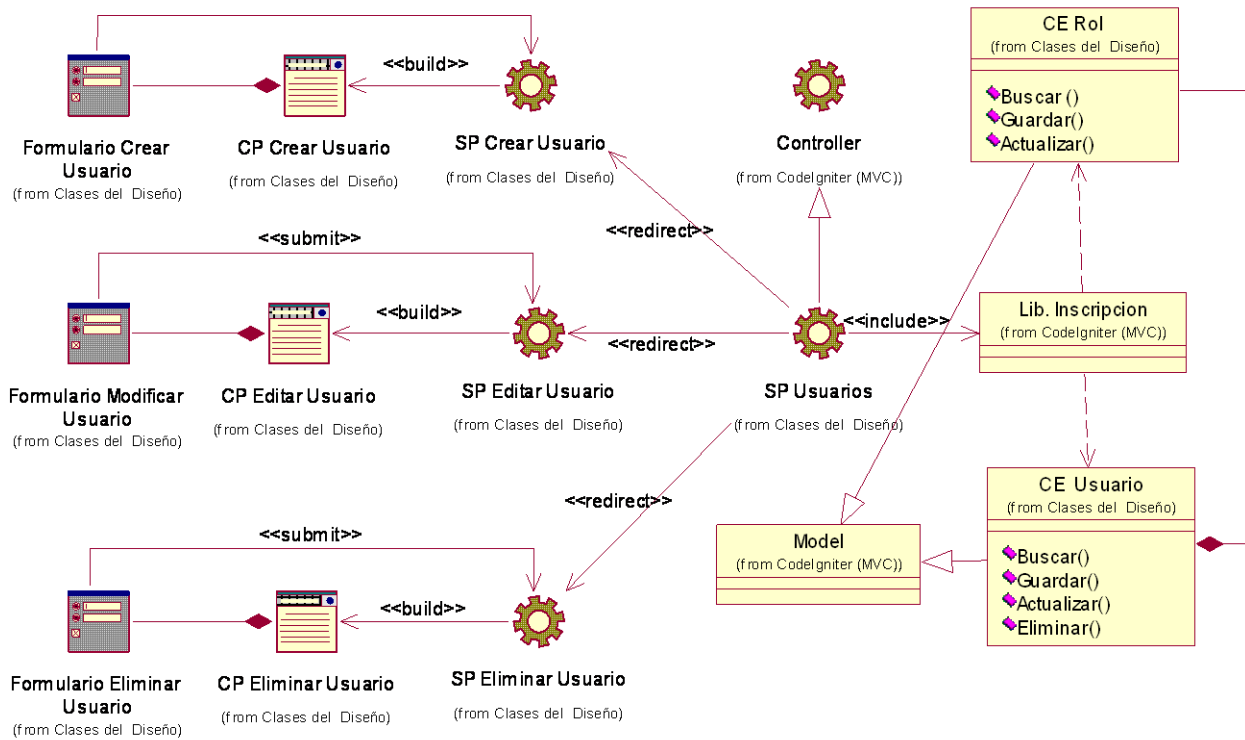 CE Rol
(from Clases del Diseño)
Buscar ()
Guardar()
Actualizar()
<<build>>
Formulario Crear
Usuario
(from Clases del Diseño)
CP Crear Usuario
(from Clases del Diseño)
SP Crear Usuario
(from Clases del Diseño)
Controller
(from CodeIgniter (MVC))
<<submit>>
<<redirect>>
<<build>>
<<redirect>>
<<include>>
Lib. Inscripcion
(from CodeIgniter (MVC))
Formulario Modificar
Usuario
(from Clases del Diseño)
CP Editar Usuario
(from Clases del Diseño)
SP Editar Usuario
(from Clases del Diseño)
SP Usuarios
(from Clases del Diseño)
<<redirect>>
CE Usuario
(from Clases del Diseño)
Buscar()
Guardar()
Actualizar()
Eliminar()
<<submit>>
Model
(from CodeIgniter (MVC))
<<build>>
Formulario Eliminar
Usuario
(from Clases del Diseño)
CP Eliminar Usuario
(from Clases del Diseño)
SP Eliminar Usuario
(from Clases del Diseño)